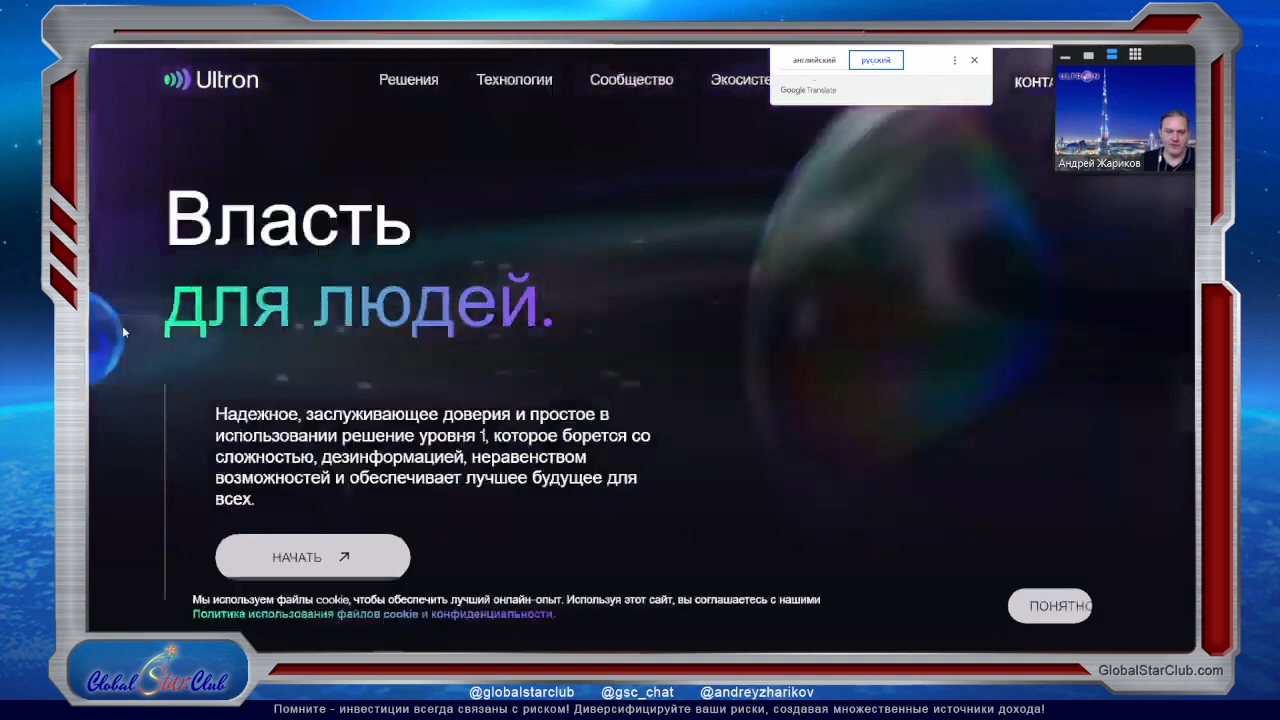 Ultron
Решения Технологии Сообщество Экосисте
английский русский
Google Translate
КОНТА
ULTRON
Андрей Жариков
Власть
для людей.
Надежное, заслуживающее доверия и простое в
использовании решение уровня 1, которое борется со
сложностью, дезинформацией, неравенством
возможностей и обеспечивает лучшее будущее для
всех.
НАЧАТЬ
Мы используем файлы cookie, чтобы обеспечить лучший онлайн-опыт. Используя этот сайт, вы соглашаетесь с нашими
Политика использования файлов cookie и конфиденциальности.
ПОНЯТНО
Global Star Club
GlobalStarClub.com
@globalstarclub @gsc_chat @andreyzharikov
Помните - инвестиции всегда связаны с риском! Диверсифицируйте ваши риски, создавая множественные источники дохода!